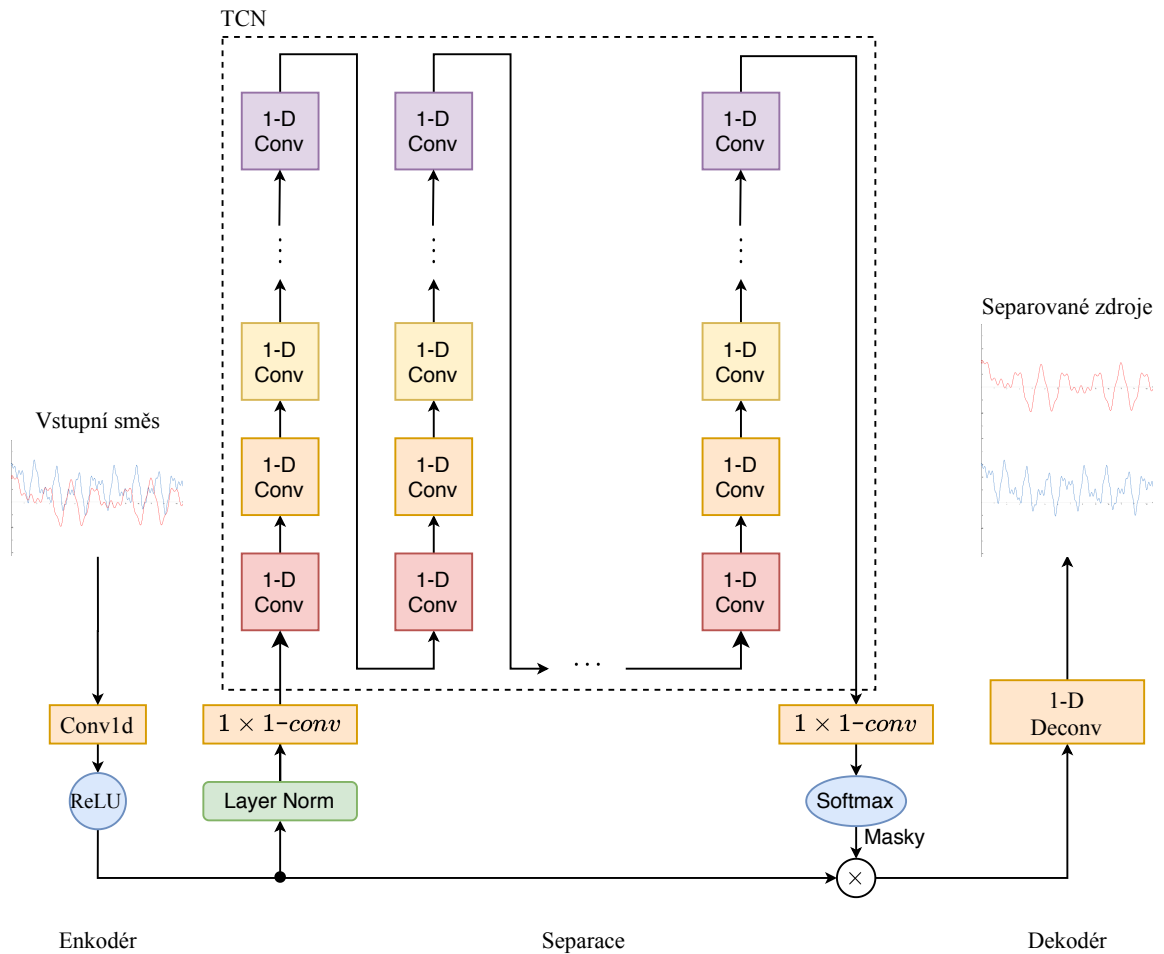 TCN
1-D
Conv
1-D
Conv
1-D
Conv
...
...
...
1-D
Conv
1-D
Conv
1-D
Conv
Separované zdroje
Vstupní směs
1-D
Conv
1-D
Conv
1-D
Conv
1-D
Conv
1-D
Conv
1-D
Conv
...
Conv1d
1 × 1-conv
1 × 1-conv
1-D
Deconv
ReLU
Layer Norm
Softmax
Masky
×
Enkodér
Separace
Dekodér